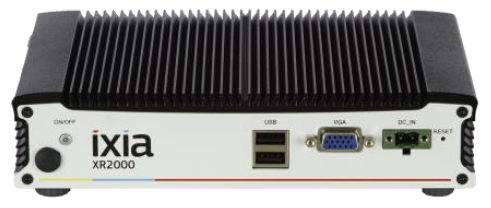 ON/OFF
USB
VGA
DC_IN
RESET
ixia
XR2000